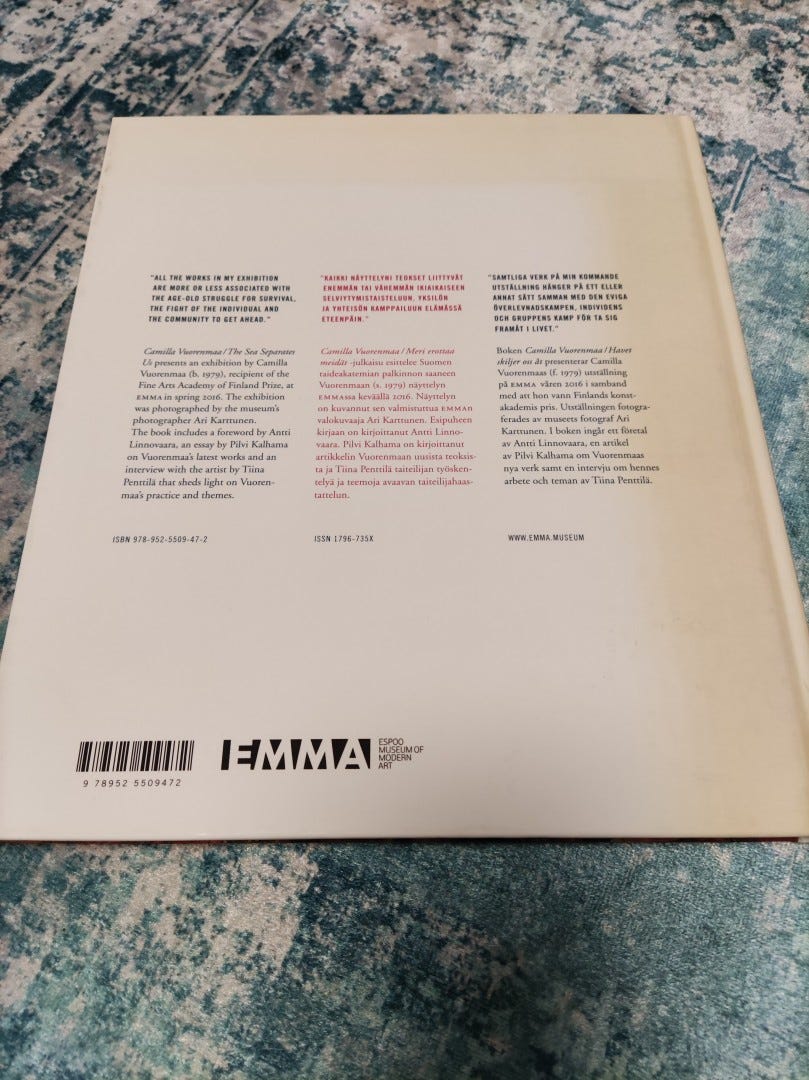 "ALL THE WORKS IN MY EXHIBITION
ARE MORE OR LESS ASSOCIATED WITH
THE AGE-OLD STRUGGLE FOR SURVIVAL,
THE FIGHT OF THE INDIVIDUAL AND
THE COMMUNITY TO GET AHEAD."
Camilla Vuorenmaa / The Sea Separates
Us presents an exhibition by Camilla
Vuorenmaa (b. 1979), recipient of the
Fine Arts Academy of Finland Prize, at
EMMA in spring 2016. The exhibition
was photographed by the museum's
photographer Ari Karttunen.
The book includes a foreword by Antti
Linnovaara, an essay by Pilvi Kalhama
on Vuorenmaa's latest works and an
interview with the artist by Tiina
Penttilä that sheds light on Vuoren-
maa's practice and themes.
ISBN 978-952-5509-47-2
"KAIKKI NÄYTTELYNI TEOKSET LIITTYVÄT
ENEMMÄN TAI VÄHEMMÄN IKIAIKAISEEN
SELVIYTYMISTAISTELUUN, YKSILÖN
JA YHTEISÖN KAMPPAILUUN ELÄMÄSSÄ
ETEENPÄIN."
Camilla Vuorenmaa / Meri erottaa
meidät -julkaisu esittelee Suomen
taideakatemian palkinnon saaneen
Vuorenmaan (s. 1979) näyttelyn
EMMAssa keväällä 2016. Näyttelyn
on kuvannut sen valmistuttua EMMAN
valokuvaaja Ari Karttunen. Esipuheen
kirjaan on kirjoittanut Antti Linno-
vaara. Pilvi Kalhama on kirjoittanut
artikkelin Vuorenmaan uusista teoksis-
ta ja Tiina Penttilä taiteilijan työsken-
telyä ja teemoja avaavan taiteilijahaas-
tattelun.
ISSN 1796-735X
"SAMTLIGA VERK PÅ MIN KOMMANDE
UTSTÄLLNING HÄNGER PÅ ETT ELLER
ANNAT SÄTT SAMMAN MED DEN EVIGA
ÖVERLEVNADSKAMPEN, INDIVIDENS
OCH GRUPPENS KAMP FÖR TA SIG
FRAMÅT I LIVET."
Boken Camilla Vuorenmaa / Havet
skiljer oss åt presenterar Camilla
Vuorenmaas (f. 1979) utställning
på EMMA våren 2016 i samband
med att hon vann Finlands konst-
akademis pris. Utställningen fotogra-
ferades av museets fotograf Ari
Karttunen. I boken ingår ett företal
av Antti Linnovaara, en artikel
av Pilvi Kalhama om Vuorenmaas
nya verk samt en intervju om hennes
arbete och teman av Tiina Penttilä.
WWW.EMMA.MUSEUM
9 78952 5509472
EMMA
ESPOO
MUSEUM OF
MODERN
ART